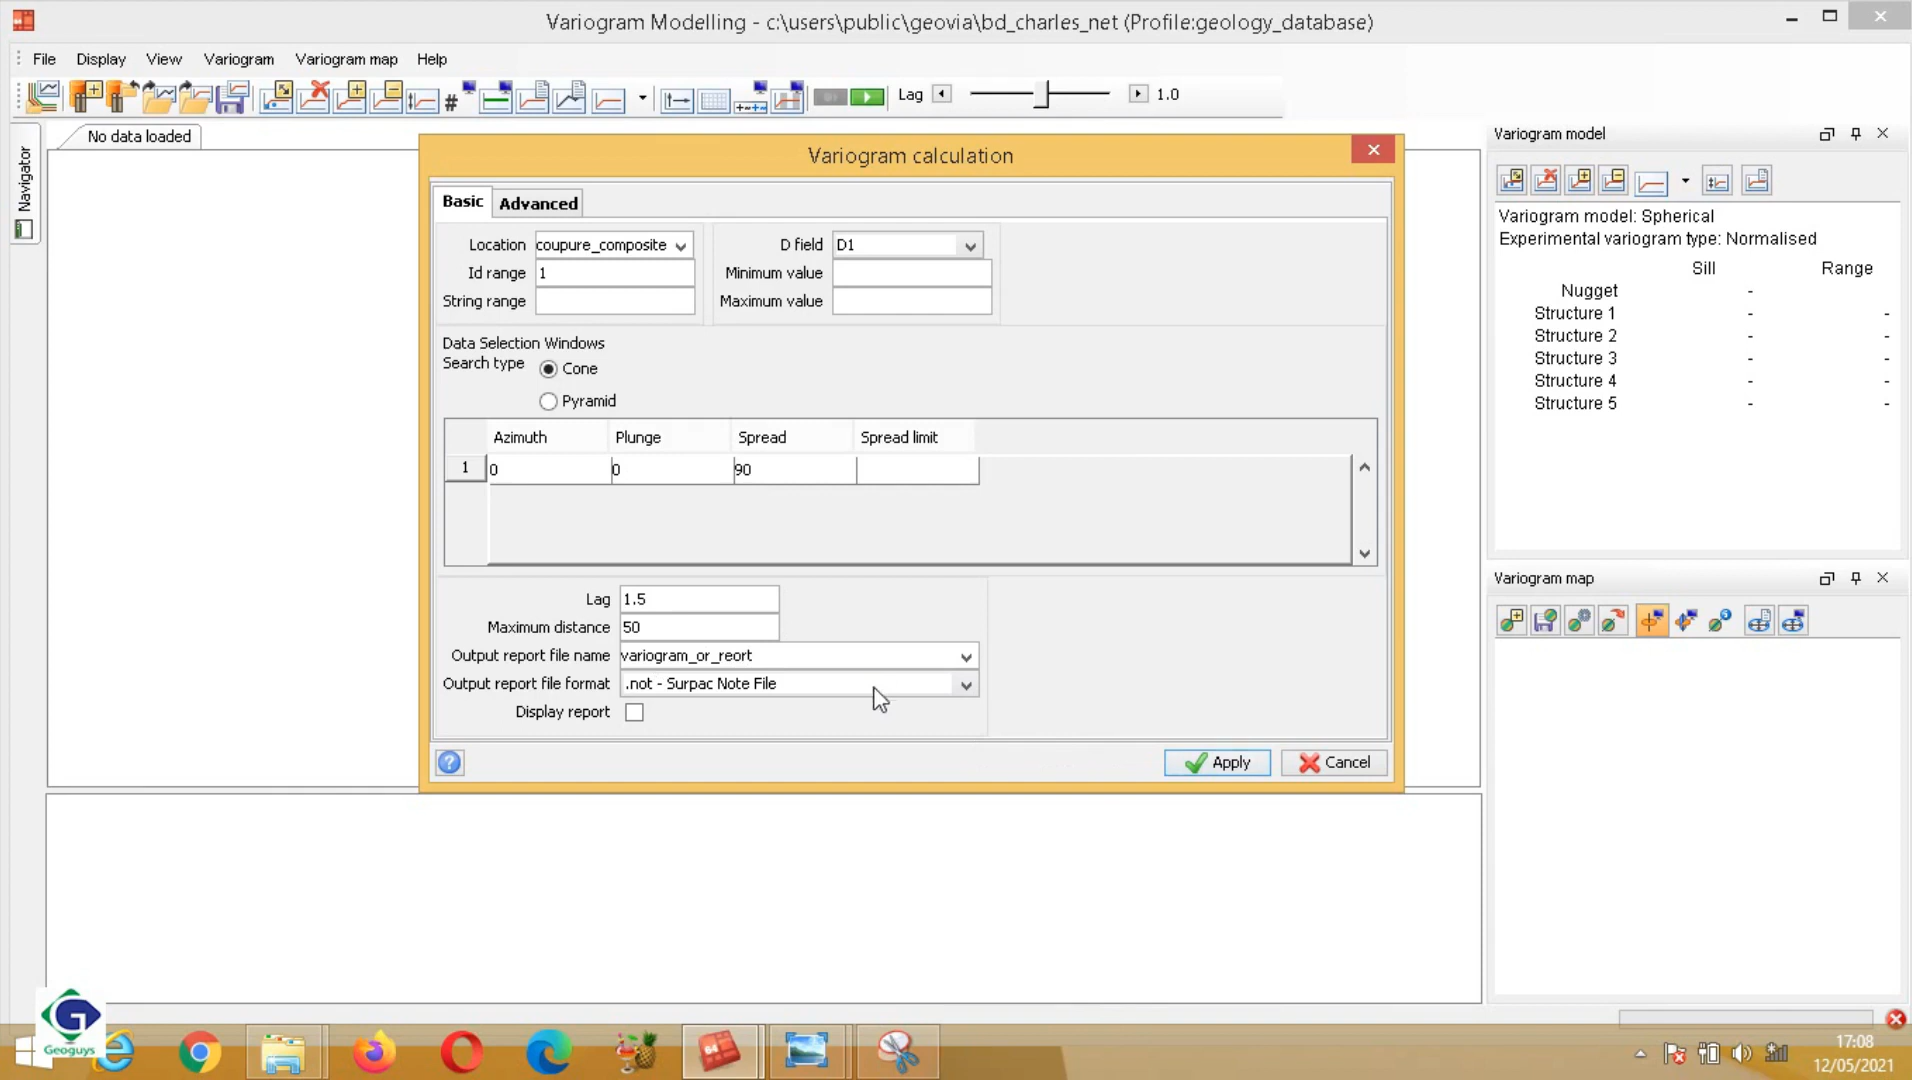 Variogram Modelling - c:\users\public\geovia\bd_charles_net (Profile:geology_database)
File Display View Variogram Variogram map Help
# Lag 1.0
Navigator
No data loaded
Variogram calculation
Basic Advanced
Location coupure_composite
Id range 1
String range
D field D1
Minimum value
Maximum value
Data Selection Windows
Search type Cone
Pyramid
Azimuth Plunge Spread Spread limit
1 0 0 90
Lag 1.5
Maximum distance 50
Output report file name variogram_or_reort
Output report file format .not - Surpac Note File
Display report
? Apply Cancel
Variogram model
Variogram model: Spherical
Experimental variogram type: Normalised
Sill Range
Nugget -
Structure 1 - -
Structure 2 - -
Structure 3 - -
Structure 4 - -
Structure 5 - -
Variogram map
G
Geoguys
64
17:08
12/05/2021